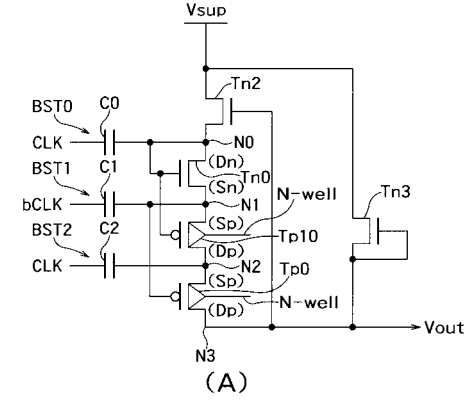 Vsup
Tn2
C0
BST0
CLK
N0
(Dn)
Tn0
(Sn)
C1
BST1
bCLK
N1
N-well
Tn3
(Sp)
Tp10
(Dp)
C2
BST2
CLK
N2
Tp0
(Sp)
N-well
(Dp)
Vout
N3
(A)